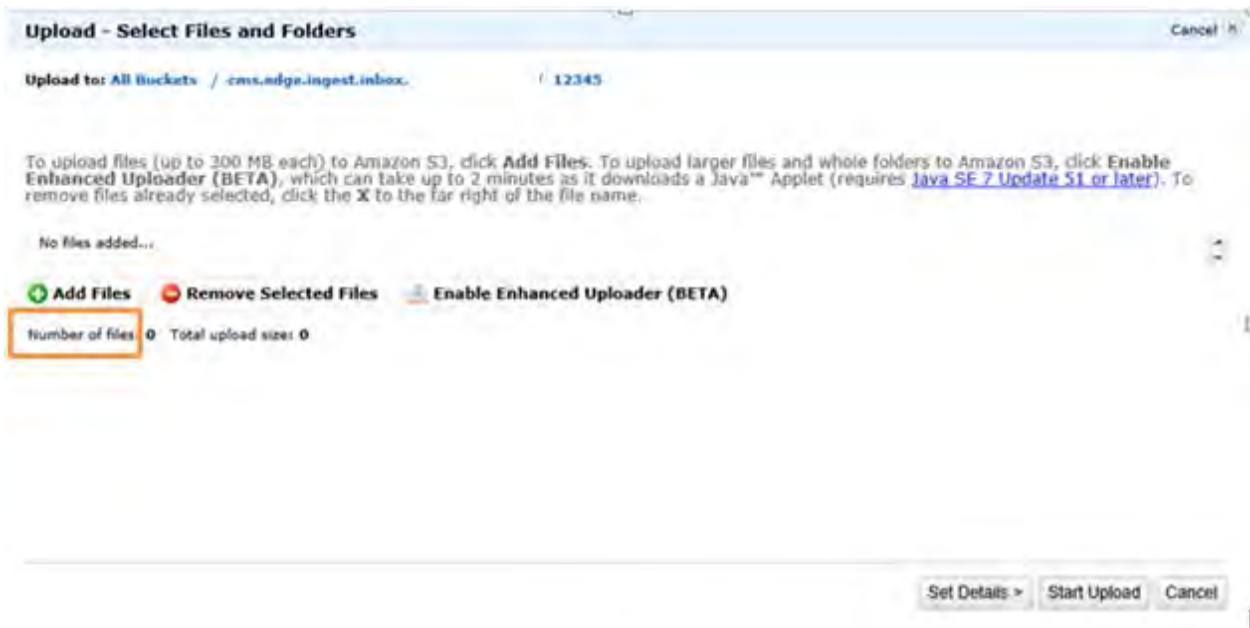 Upload - Select Files and Folders Cancel x
Upload to: All Buckets / cms.edge.ingest.inbox. / 12345
To upload files (up to 300 MB each) to Amazon S3, click Add Files. To upload larger files and whole folders to Amazon S3, click Enable
Enhanced Uploader (BETA), which can take up to 2 minutes as it downloads a Java™ Applet (requires Java SE 7 Update 51 or later). To
remove files already selected, click the X to the far right of the file name.
No files added...
Add Files Remove Selected Files Enable Enhanced Uploader (BETA)
Number of files: 0 Total upload size: 0
Set Details > Start Upload Cancel